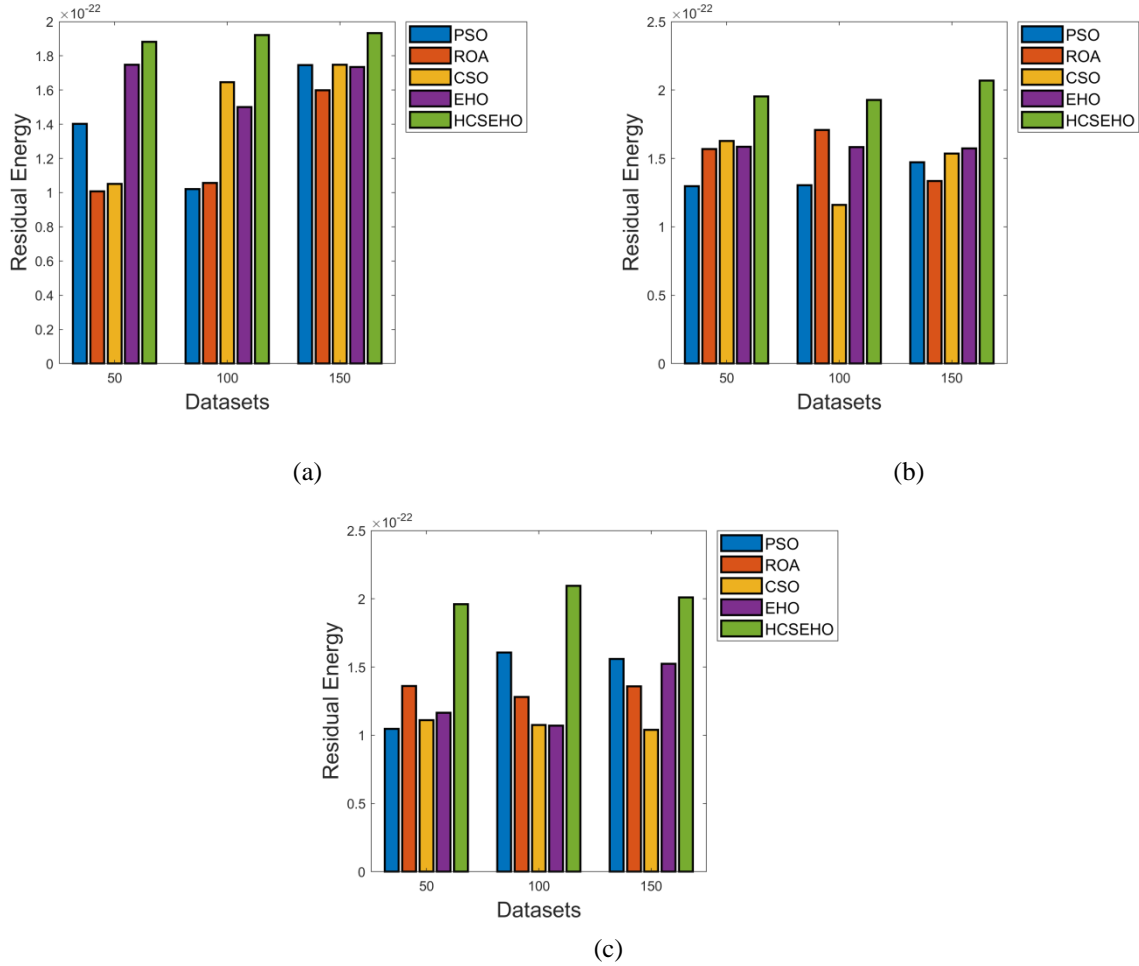 ×10-22
2
1.8
1.6
1.4
1.2
1
0.8
0.6
0.4
0.2
0
Residual Energy
50 100 150
Datasets
PSO
ROA
CSO
EHO
HCSEHO
(a)
×10-22
2.5
2
1.5
1
0.5
0
Residual Energy
50 100 150
Datasets
PSO
ROA
CSO
EHO
HCSEHO
(b)
×10-22
2.5
2
1.5
1
0.5
0
Residual Energy
50 100 150
Datasets
PSO
ROA
CSO
EHO
HCSEHO
(c)